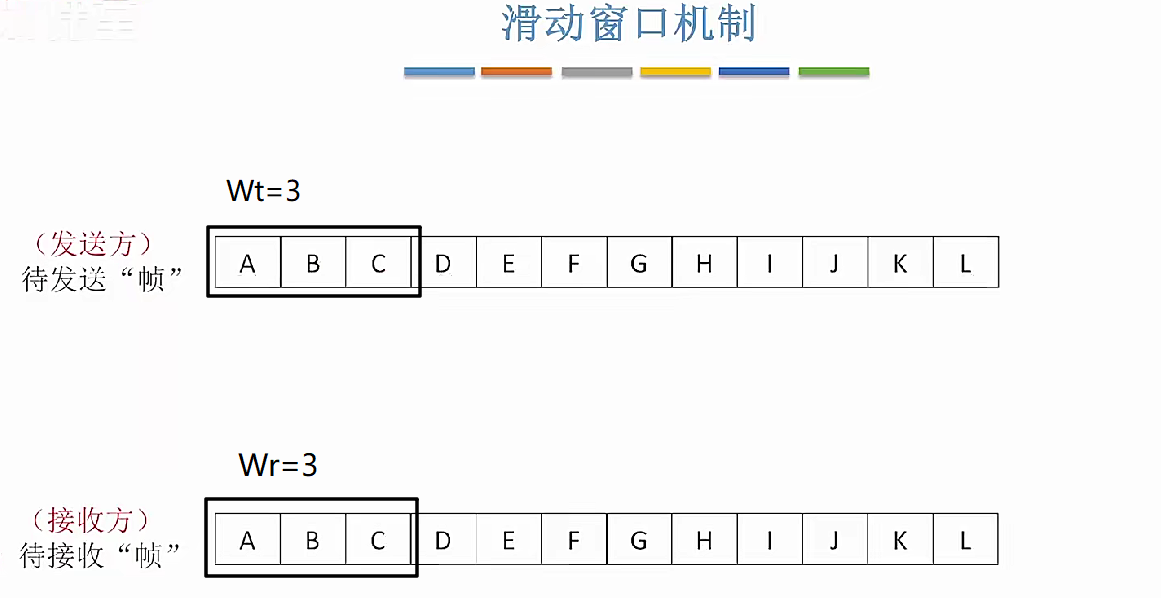 滑动窗口机制
Wt=3
（发送方）
待发送“帧”
A B C D E F G H I J K L
Wr=3
（接收方）
待接收“帧”
A B C D E F G H I J K L